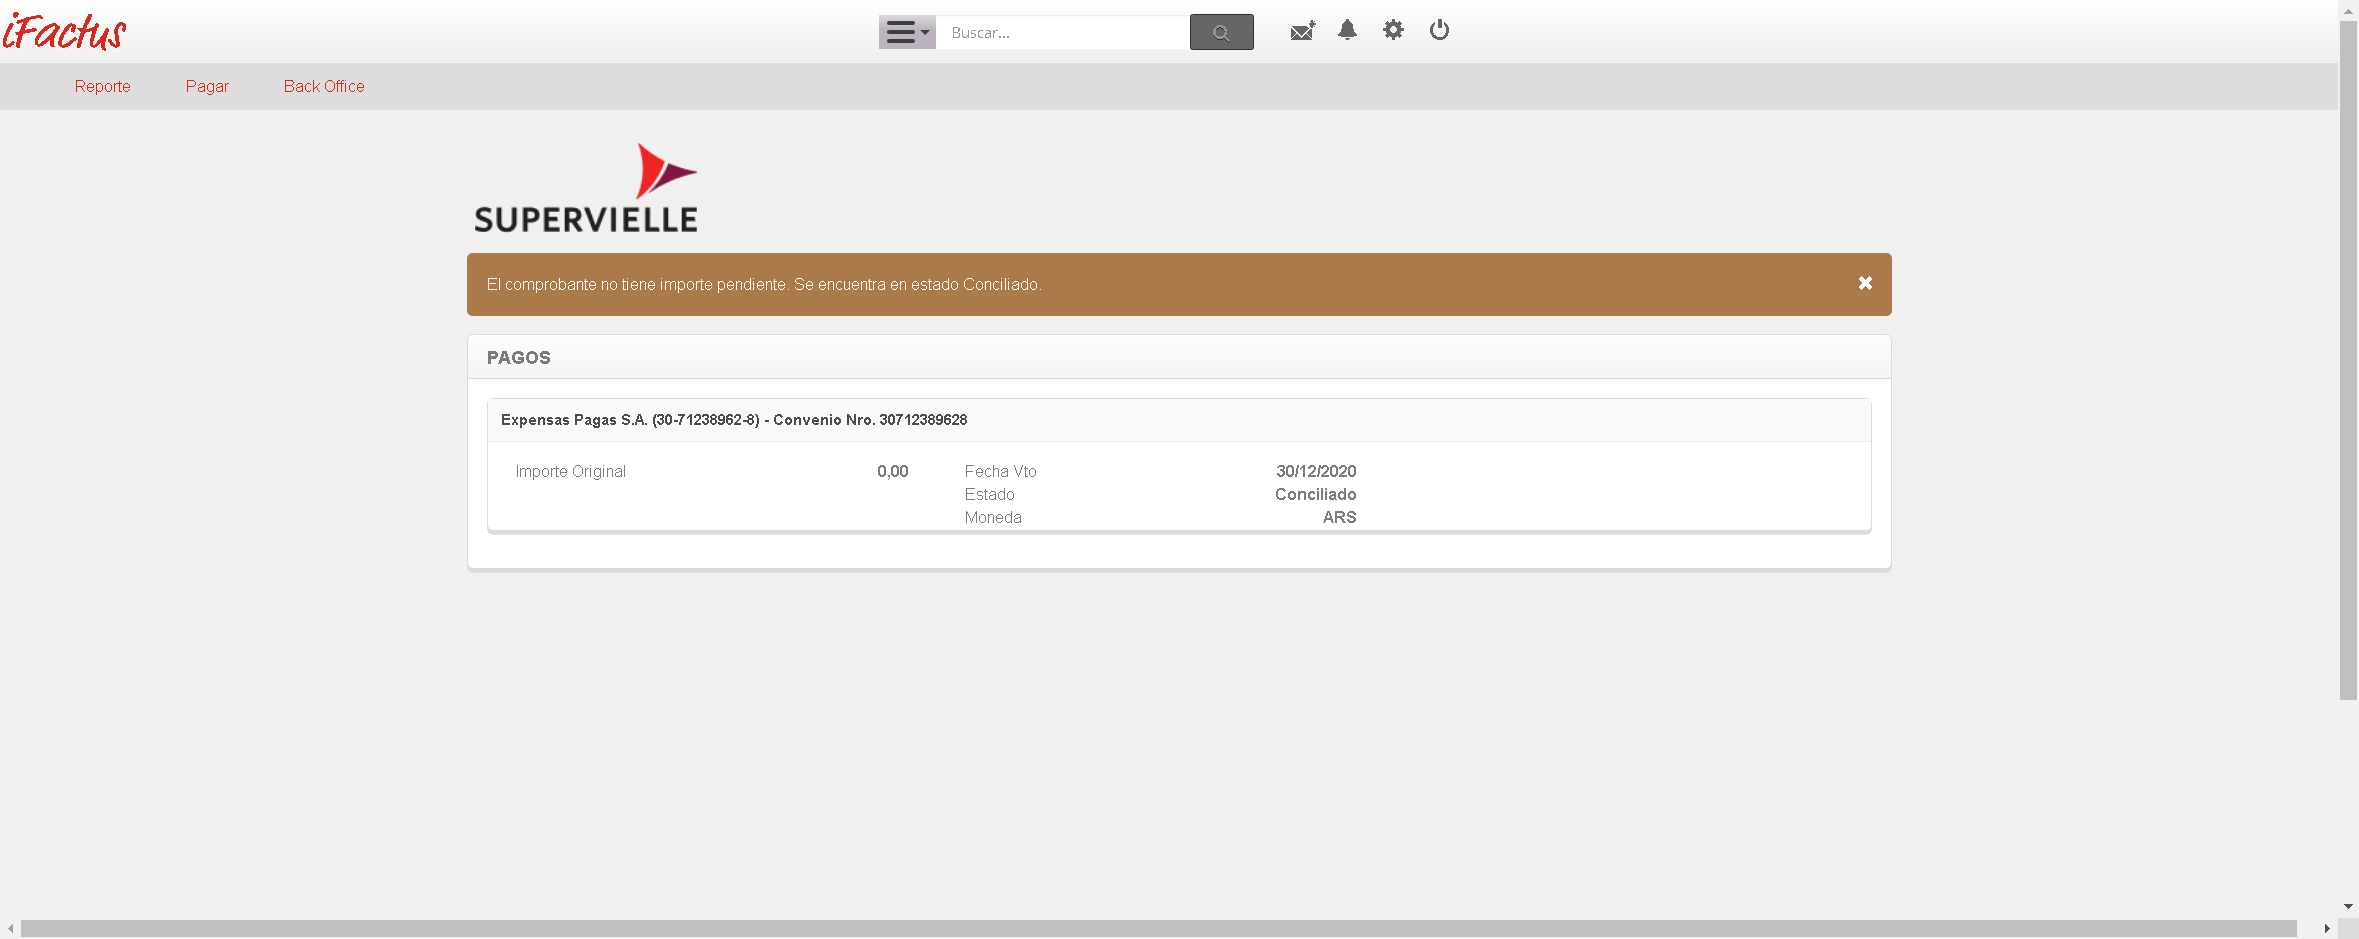 iFactus
Buscar...
Reporte Pagar Back Office
SUPERVIELLE
El comprobante no tiene importe pendiente. Se encuentra en estado Conciliado.
PAGOS
Expensas Pagas S.A. (30-71238962-8) - Convenio Nro. 30712389628
Importe Original 0,00 Fecha Vto 30/12/2020
Estado Conciliado
Moneda ARS